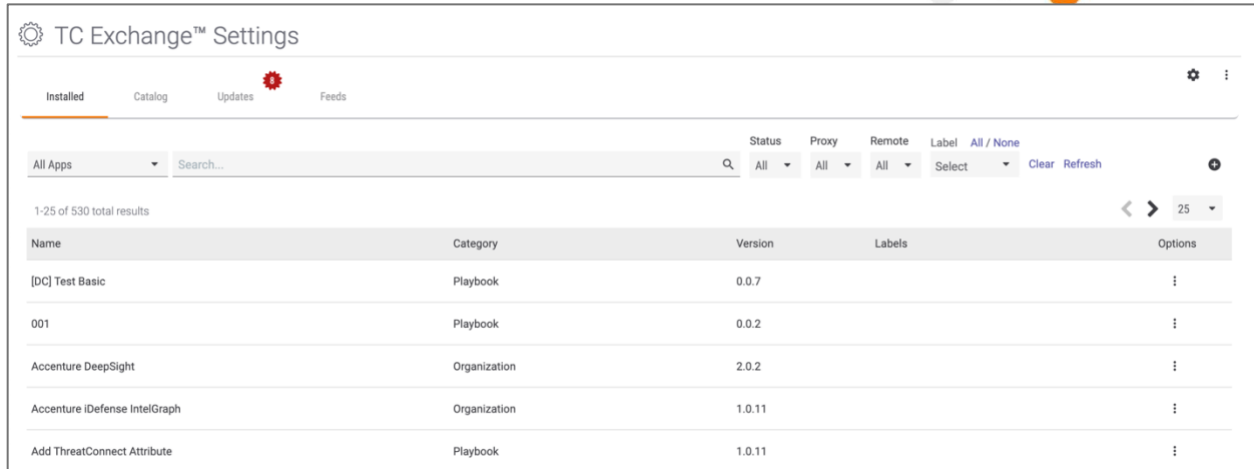 TC Exchange™ Settings
Installed Catalog Updates 8 Feeds
Status Proxy Remote Label All / None
All Apps Search... All All All Select Clear Refresh
1-25 of 530 total results 25
Name Category Version Labels Options
[DC] Test Basic Playbook 0.0.7
001 Playbook 0.0.2
Accenture DeepSight Organization 2.0.2
Accenture iDefense IntelGraph Organization 1.0.11
Add ThreatConnect Attribute Playbook 1.0.11